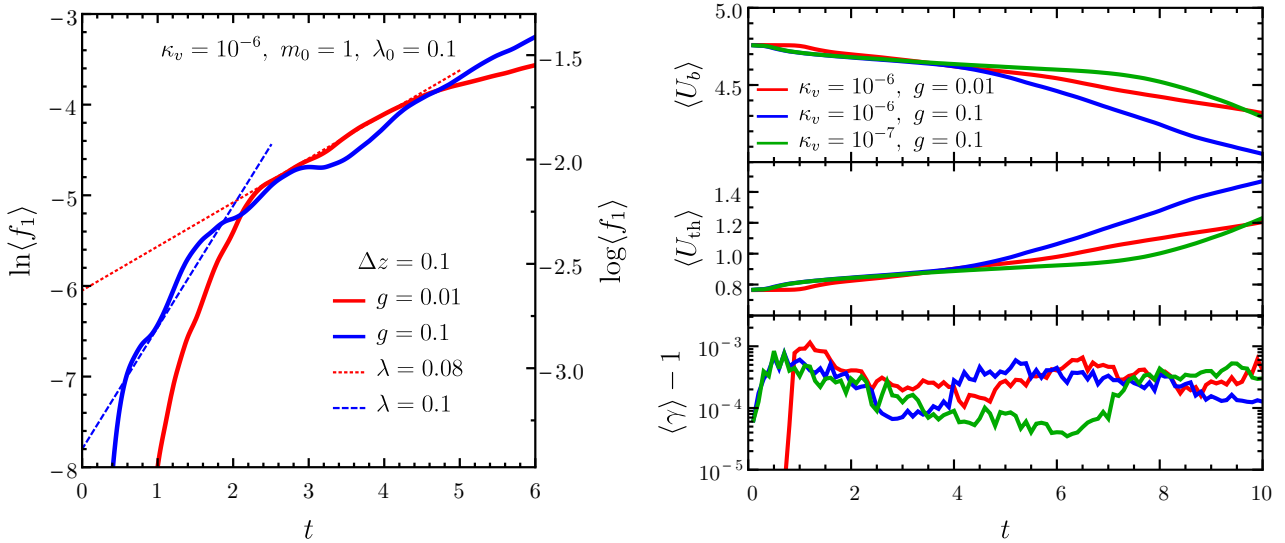 κ_v = 10⁻⁶, m₀ = 1, λ₀ = 0.1
ln⟨f₁⟩
−3
−4
−5
−6
−7
−8
0
1
2
3
4
5
6
t
log⟨f₁⟩
−1.5
−2.0
−2.5
−3.0
Δz = 0.1
g = 0.01
g = 0.1
λ = 0.08
λ = 0.1
⟨U_b⟩
5.0
4.5
κ_v = 10⁻⁶, g = 0.01
κ_v = 10⁻⁶, g = 0.1
κ_v = 10⁻⁷, g = 0.1
⟨U_th⟩
1.4
1.2
1.0
0.8
⟨γ⟩ − 1
10⁻³
10⁻⁴
10⁻⁵
0
2
4
6
8
10
t